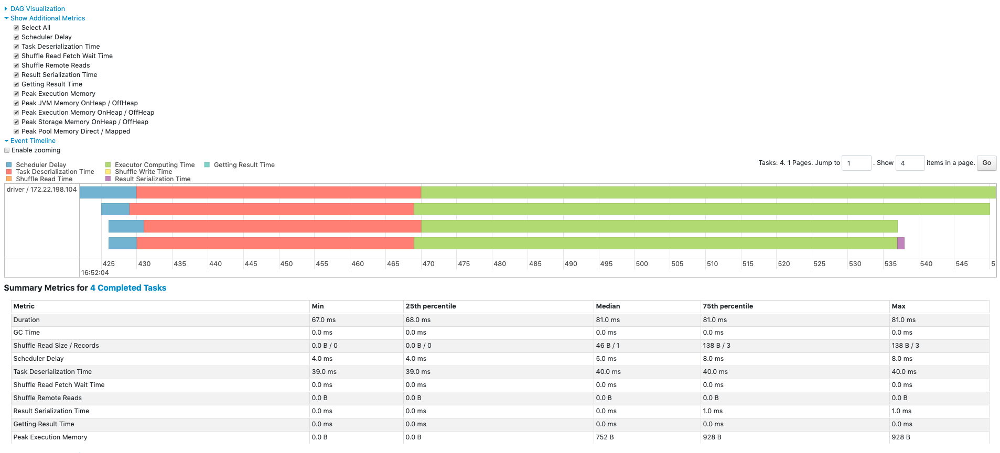 DAG Visualization
Show Additional Metrics
Select All
Scheduler Delay
Task Deserialization Time
Shuffle Read Fetch Wait Time
Shuffle Remote Reads
Result Serialization Time
Getting Result Time
Peak Execution Memory
Peak JVM Memory OnHeap / OffHeap
Peak Execution Memory OnHeap / OffHeap
Peak Storage Memory OnHeap / OffHeap
Peak Pool Memory Direct / Mapped
Event Timeline
Enable zooming
Tasks: 4. 1 Pages. Jump to 1 . Show 4 items in a page. Go
Scheduler Delay Executor Computing Time Getting Result Time
Task Deserialization Time Shuffle Write Time
Shuffle Read Time Result Serialization Time
driver / 172.22.198.104
425 430 435 440 445 450 455 460 465 470 475 480 485 490 495 500 505 510 515 520 525 530 535 540 545 5
16:52:04
Summary Metrics for 4 Completed Tasks
Metric Min 25th percentile Median 75th percentile Max
Duration 67.0 ms 68.0 ms 81.0 ms 81.0 ms 81.0 ms
GC Time 0.0 ms 0.0 ms 0.0 ms 0.0 ms 0.0 ms
Shuffle Read Size / Records 0.0 B / 0 0.0 B / 0 46 B / 1 138 B / 3 138 B / 3
Scheduler Delay 4.0 ms 4.0 ms 5.0 ms 8.0 ms 8.0 ms
Task Deserialization Time 39.0 ms 39.0 ms 40.0 ms 40.0 ms 40.0 ms
Shuffle Read Fetch Wait Time 0.0 ms 0.0 ms 0.0 ms 0.0 ms 0.0 ms
Shuffle Remote Reads 0.0 B 0.0 B 0.0 B 0.0 B 0.0 B
Result Serialization Time 0.0 ms 0.0 ms 0.0 ms 1.0 ms 1.0 ms
Getting Result Time 0.0 ms 0.0 ms 0.0 ms 0.0 ms 0.0 ms
Peak Execution Memory 0.0 B 0.0 B 752 B 928 B 928 B